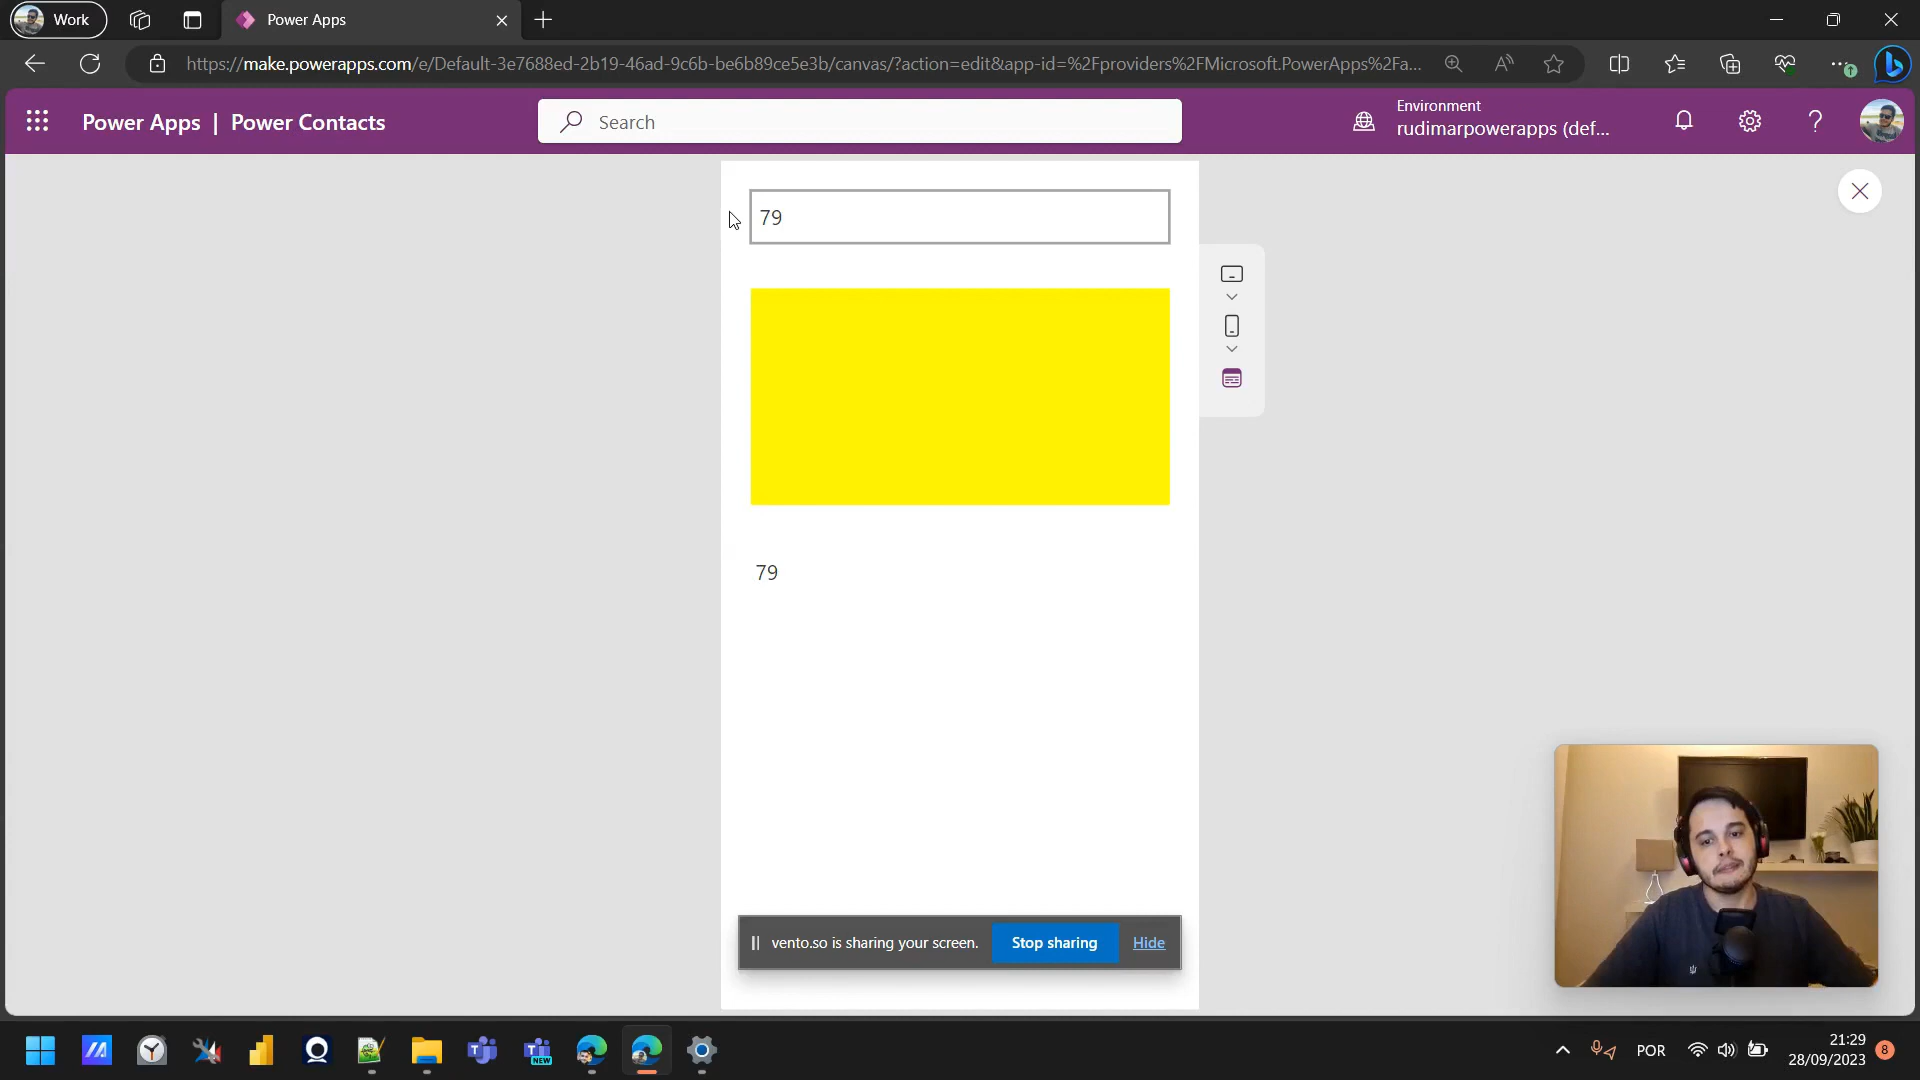 Work
Power Apps
https://make.powerapps.com/e/Default-3e7688ed-2b19-46ad-9c6b-be6b89ce5e3b/canvas/?action=edit&app-id=%2Fproviders%2FMicrosoft.PowerApps%2Fa...
Power Apps | Power Contacts
Search
Environment
rudimarpowerapps (def...
79
79
vento.so is sharing your screen.
Stop sharing
Hide
NEW
POR
21:29
28/09/2023
8